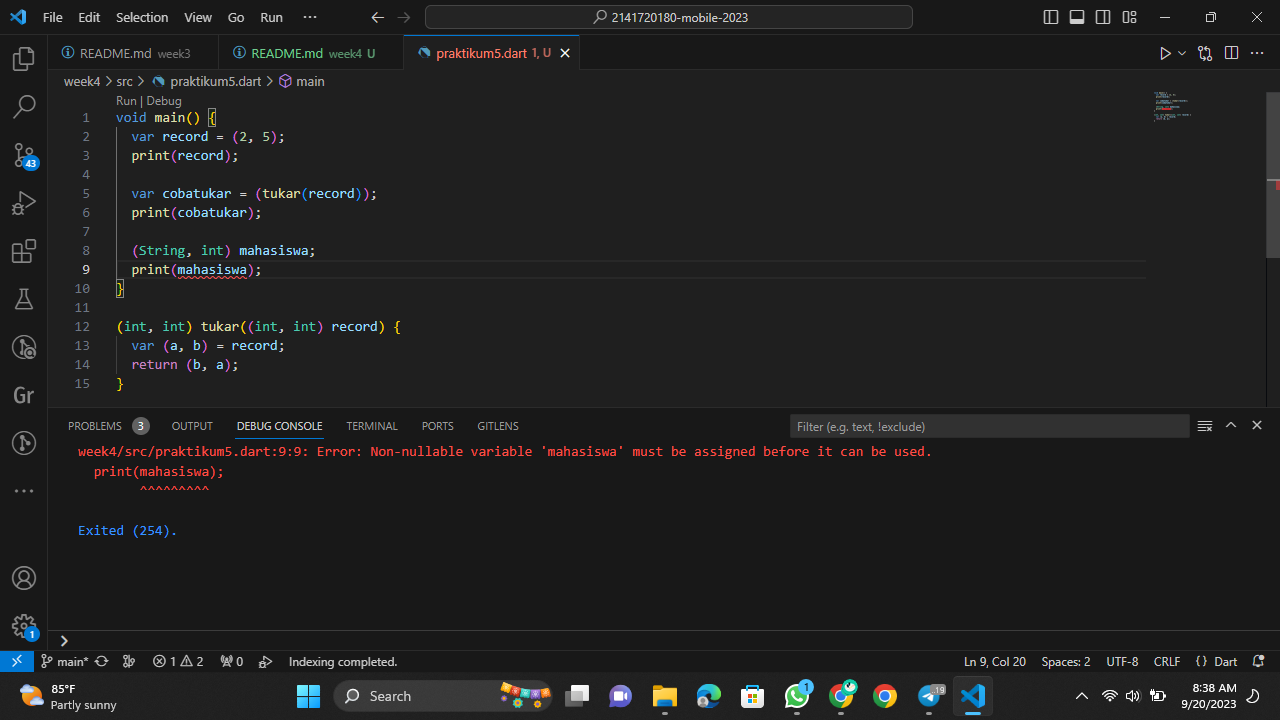 File Edit Selection View Go Run ··· 2141720180-mobile-2023
README.md week3 README.md week4 U praktikum5.dart 1, U
week4 > src > praktikum5.dart > main
Run | Debug
1 void main() {
2 var record = (2, 5);
3 print(record);
4
5 var cobatukar = (tukar(record));
6 print(cobatukar);
7
8 (String, int) mahasiswa;
9 print(mahasiswa);
10 }
11
12 (int, int) tukar((int, int) record) {
13 var (a, b) = record;
14 return (b, a);
15 }
43
Gr
1
PROBLEMS 3 OUTPUT DEBUG CONSOLE TERMINAL PORTS GITLENS Filter (e.g. text, !exclude)
week4/src/praktikum5.dart:9:9: Error: Non-nullable variable 'mahasiswa' must be assigned before it can be used.
print(mahasiswa);
^^^^^^^^^
Exited (254).
main* 1 2 0 Indexing completed. Ln 9, Col 20 Spaces: 2 UTF-8 CRLF {} Dart
85°F
Partly sunny
Search
1
19
8:38 AM
9/20/2023